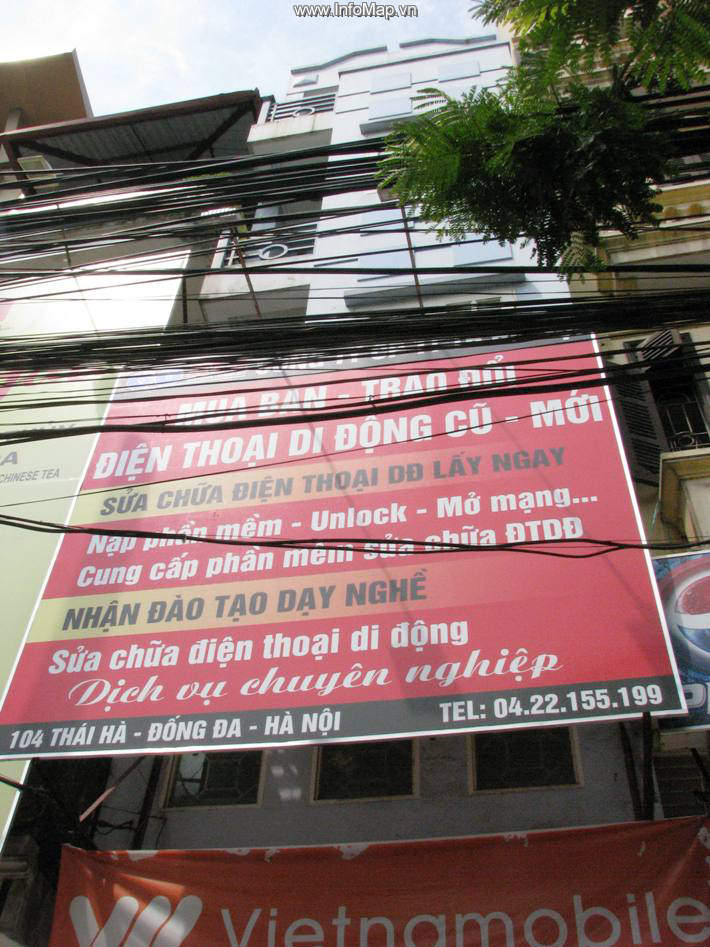 www.InfoMap.vn
MUA BÁN - TRAO ĐỔI
ĐIỆN THOẠI DI ĐỘNG CŨ - MỚI
SỬA CHỮA ĐIỆN THOẠI DĐ LẤY NGAY
Nạp phần mềm - Unlock - Mở mạng...
Cung cấp phần mêm sửa chữa ĐTDĐ
NHẬN ĐÀO TẠO DẠY NGHỀ
Sửa chữa điện thoại di động
Dịch vụ chuyên nghiệp
104 THÁI HÀ - ĐỐNG ĐA - HÀ NỘI
TEL: 04.22.155.199
CHINESE TEA
Vietnamobile